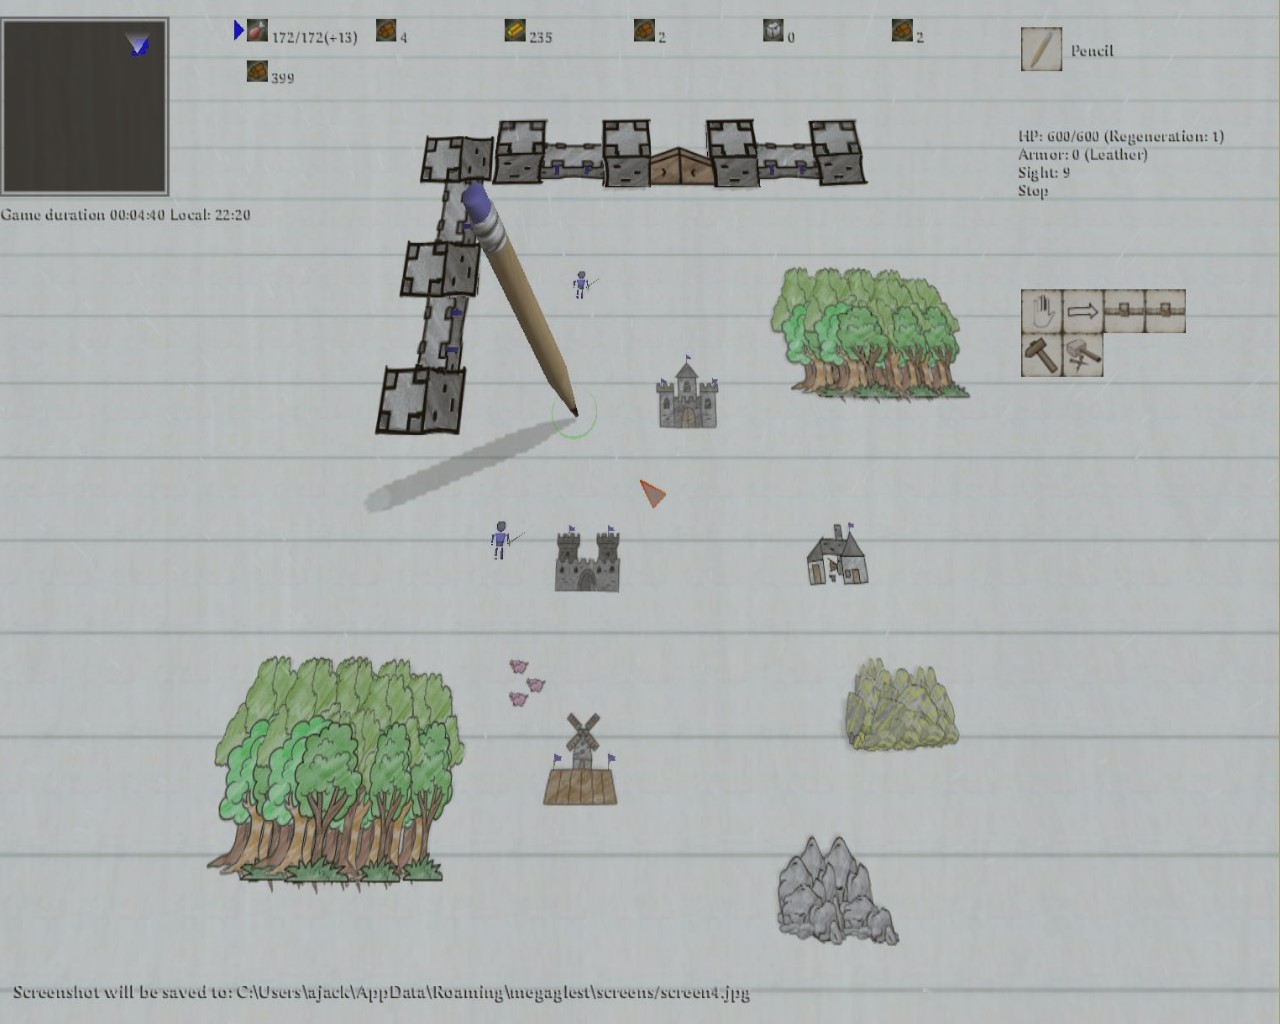 172/172(+13) 4 235 2 0 2
399
Pencil
HP: 600/600 (Regeneration: 1)
Armor: 0 (Leather)
Sight: 9
Stop
Game duration 00:04:40 Local: 22:20
Screenshot will be saved to: C:\Users\ajack\AppData\Roaming\megaglest\screens/screen4.jpg